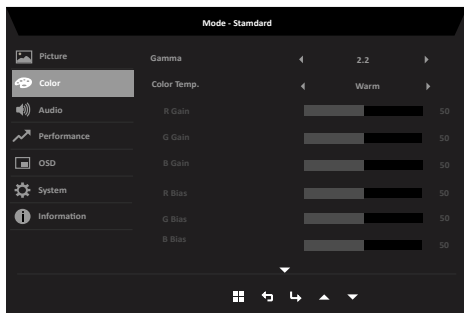 Mode - Stamdard
Picture
Gamma 2.2
Color
Color Temp. Warm
Audio
R Gain 50
Performance
G Gain 50
OSD
B Gain 50
System
R Bias 50
Information
G Bias 50
B Bias 50